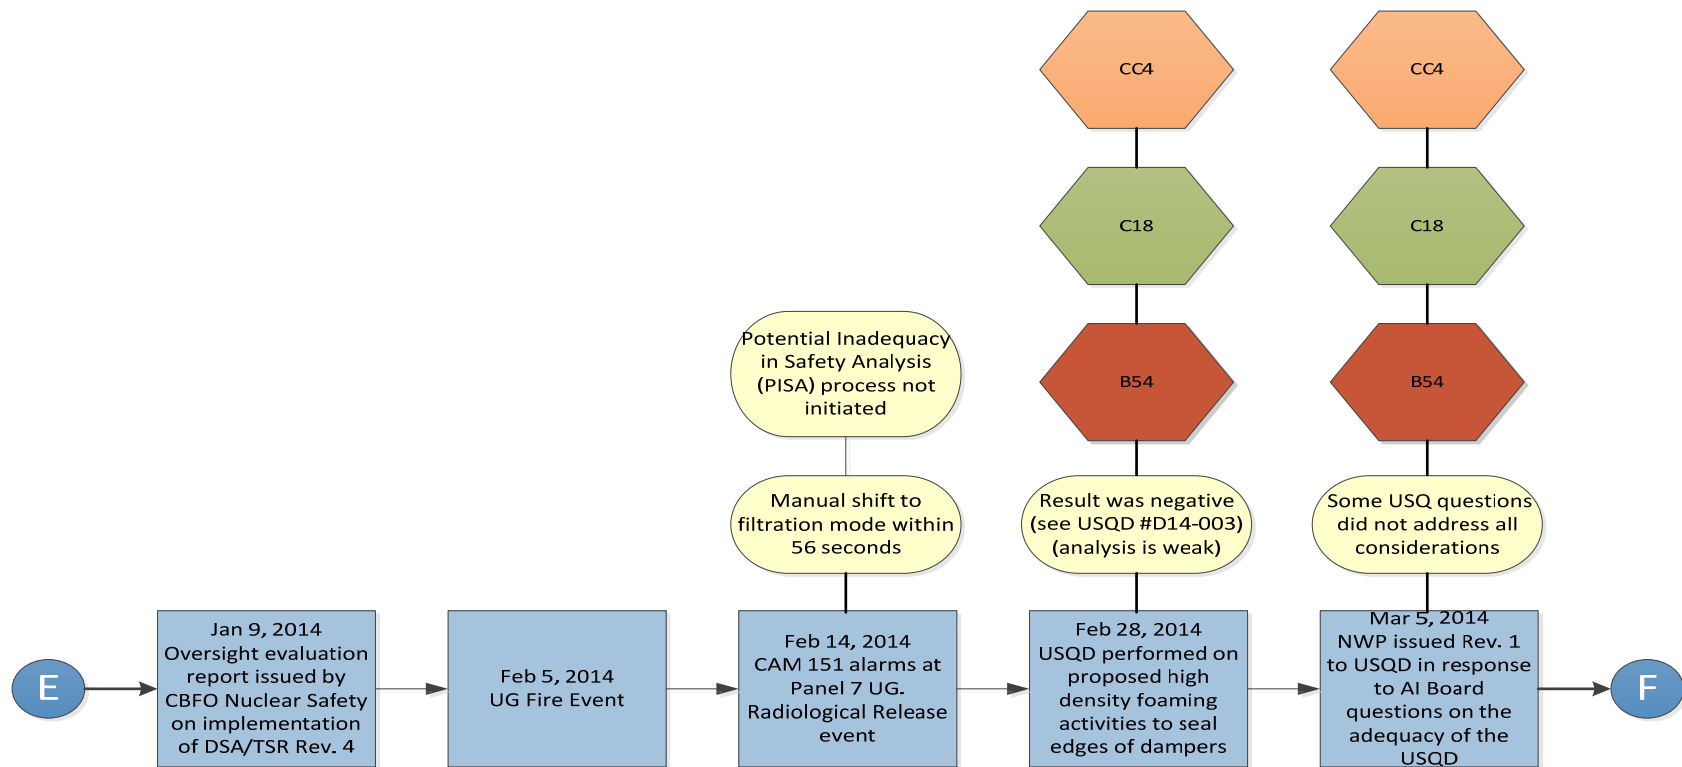 CC4
CC4
C18
C18
Potential Inadequacy
in Safety Analysis
(PISA) process not
initiated
B54
B54
Manual shift to
filtration mode within
56 seconds
Result was negative
(see USQD #D14-003)
(analysis is weak)
Some USQ questions
did not address all
considerations
E
Jan 9, 2014
Oversight evaluation
report issued by
CBFO Nuclear Safety
on implementation
of DSA/TSR Rev. 4
Feb 5, 2014
UG Fire Event
Feb 14, 2014
CAM 151 alarms at
Panel 7 UG.
Radiological Release
event
Feb 28, 2014
USQD performed on
proposed high
density foaming
activities to seal
edges of dampers
Mar 5, 2014
NWP issued Rev. 1
to USQD in response
to AI Board
questions on the
adequacy of the
USQD
F